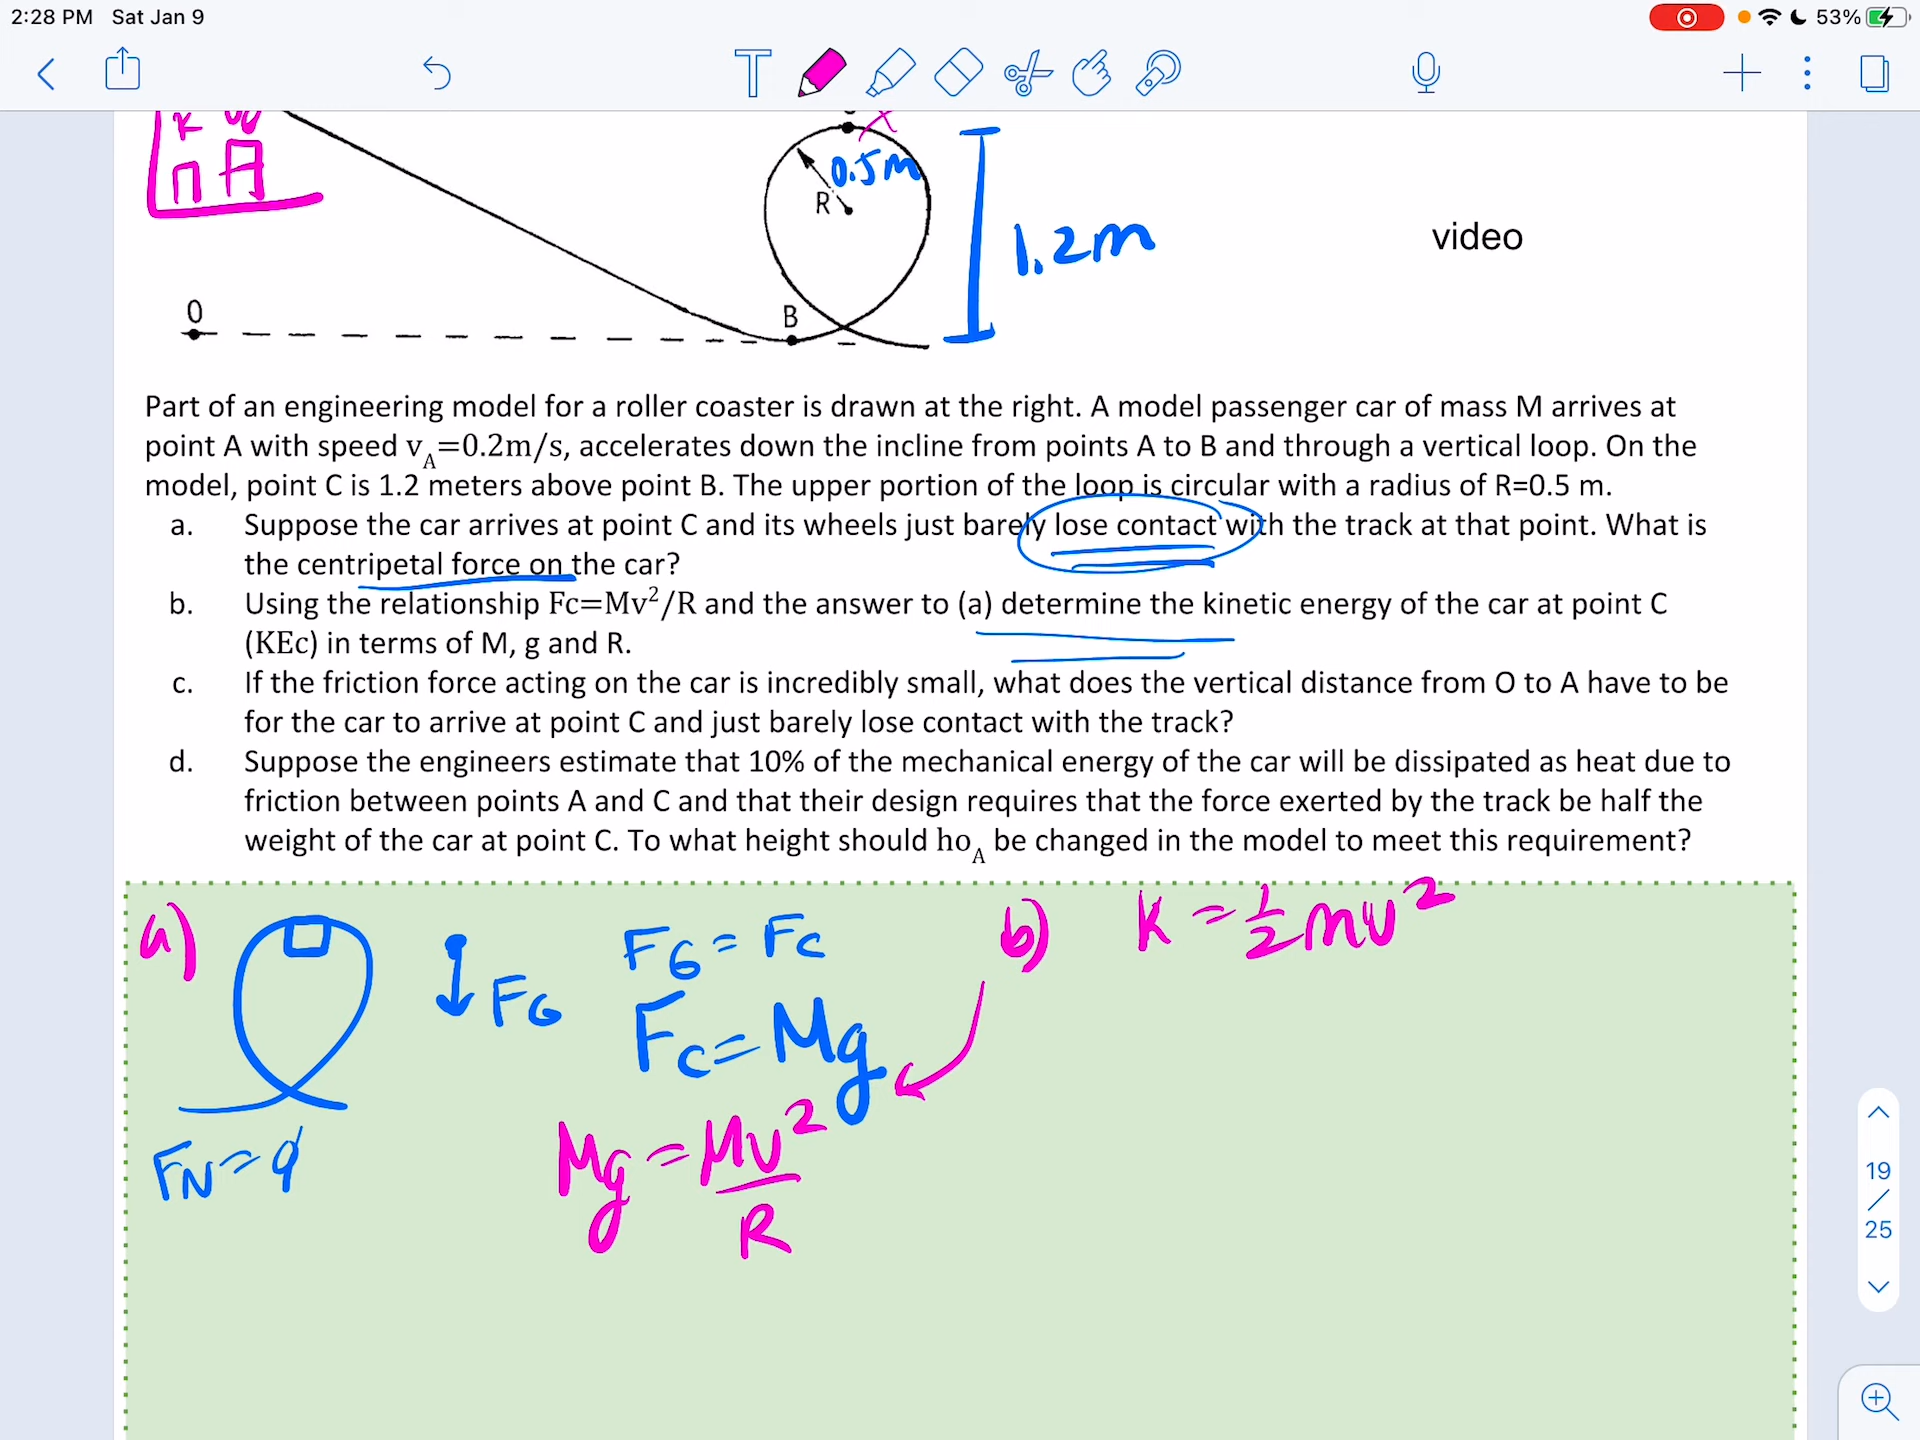 2:28 PM Sat Jan 9
53%
T
0.5m
R
1.2m
video
O
B
Part of an engineering model for a roller coaster is drawn at the right. A model passenger car of mass M arrives at
point A with speed v_A=0.2m/s, accelerates down the incline from points A to B and through a vertical loop. On the
model, point C is 1.2 meters above point B. The upper portion of the loop is circular with a radius of R=0.5 m.
a. Suppose the car arrives at point C and its wheels just barely lose contact with the track at that point. What is
the centripetal force on the car?
b. Using the relationship Fc=Mv²/R and the answer to (a) determine the kinetic energy of the car at point C
(KEc) in terms of M, g and R.
c. If the friction force acting on the car is incredibly small, what does the vertical distance from O to A have to be
for the car to arrive at point C and just barely lose contact with the track?
d. Suppose the engineers estimate that 10% of the mechanical energy of the car will be dissipated as heat due to
friction between points A and C and that their design requires that the force exerted by the track be half the
weight of the car at point C. To what height should ho_A be changed in the model to meet this requirement?
a)
FG
FN=φ
FG=Fc
Fc=Mg
Mg=Mv²/R
b) K=½mv²
19
/
25